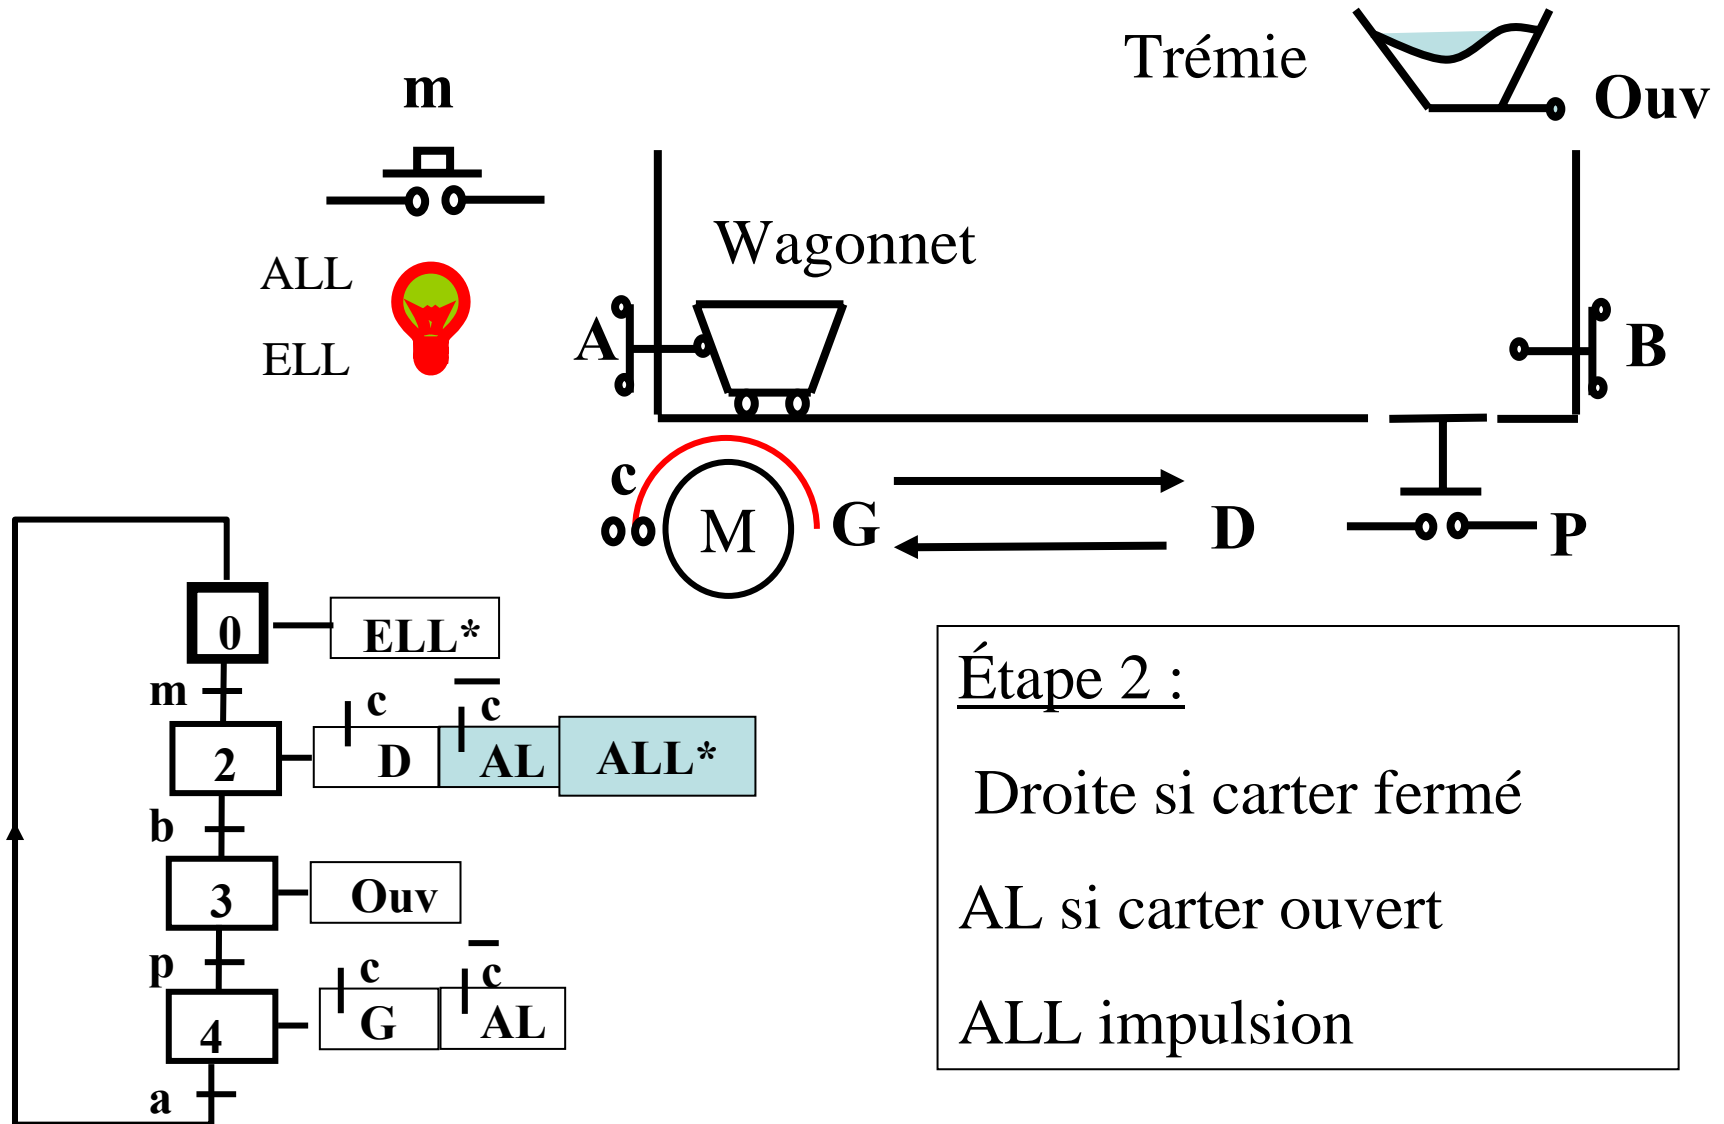 Trémie
Ouv
m
ALL
ELL
Wagonnet
A
B
c
M
G
D
P
0
ELL*
m
c
c
2
D
AL
ALL*
b
3
Ouv
p
c
c
4
G
AL
a
Étape 2 :
Droite si carter fermé
AL si carter ouvert
ALL impulsion